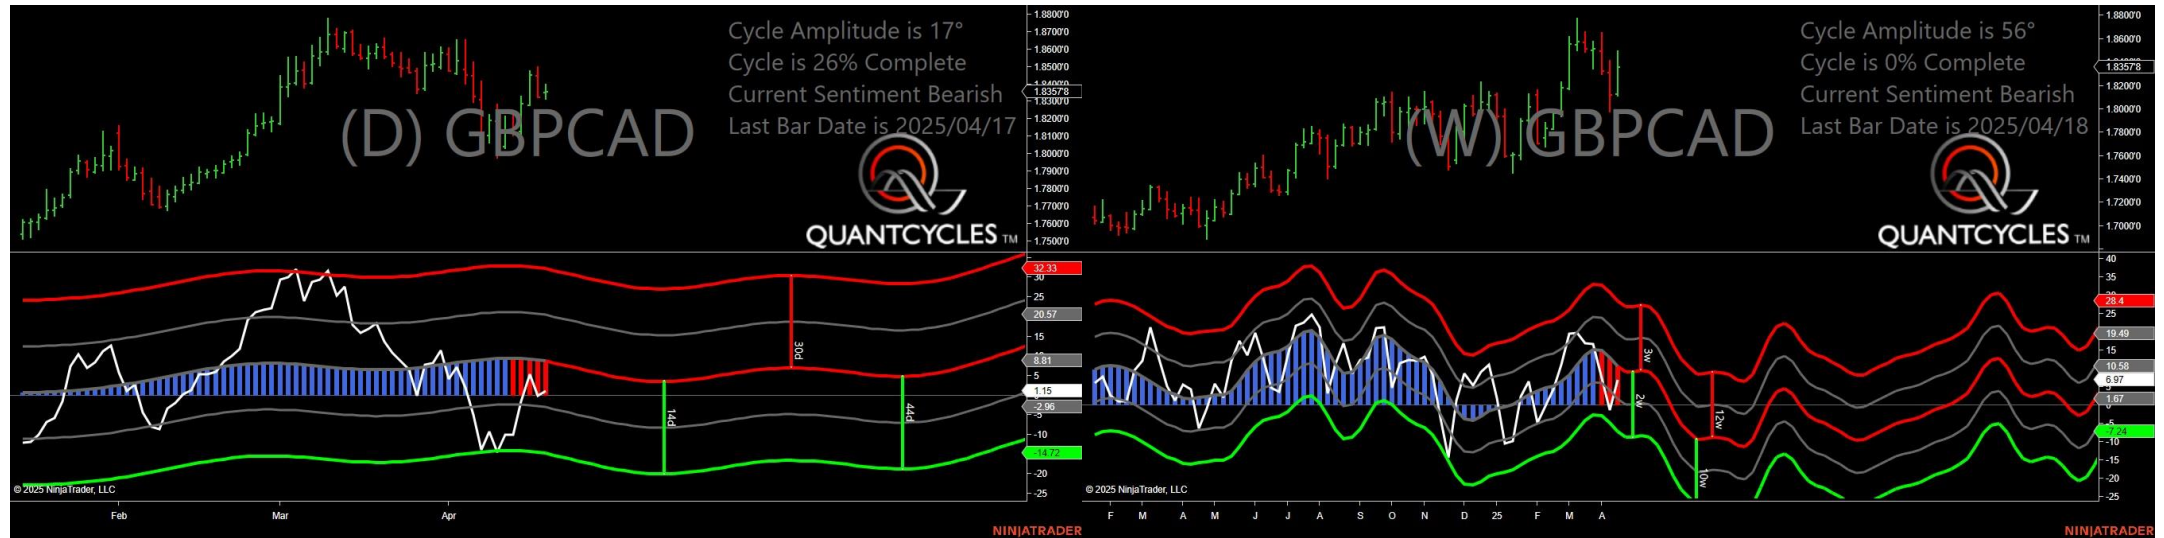 Cycle Amplitude is 17°
Cycle is 26% Complete
Current Sentiment Bearish
Last Bar Date is 2025/04/17
(D) GBPCAD
QUANTCYCLES TM
1.8800'0
1.8700'0
1.8600'0
1.8500'0
1.8357'8
1.8300'0
1.8200'0
1.8100'0
1.8000'0
1.7900'0
1.7800'0
1.7700'0
1.7600'0
1.7500'0
32.33
30
25
20.57
15
8.81
5
1.15
-2.96
-5
-10
-14.72
-20
-25
14d
30d
44d
© 2025 NinjaTrader, LLC
Feb
Mar
Apr
NINJATRADER
Cycle Amplitude is 56°
Cycle is 0% Complete
Current Sentiment Bearish
Last Bar Date is 2025/04/18
(W) GBPCAD
QUANTCYCLES TM
1.8800'0
1.8600'0
1.8357'8
1.8200'0
1.8000'0
1.7800'0
1.7600'0
1.7400'0
1.7200'0
1.7000'0
40
35
28.4
25
19.49
15
10.58
6.97
1.67
-7.24
-10
-15
-20
-25
3w
2w
12w
10w
© 2025 NinjaTrader, LLC
F
M
A
M
J
J
A
S
O
N
D
25
F
M
A
NINJATRADER